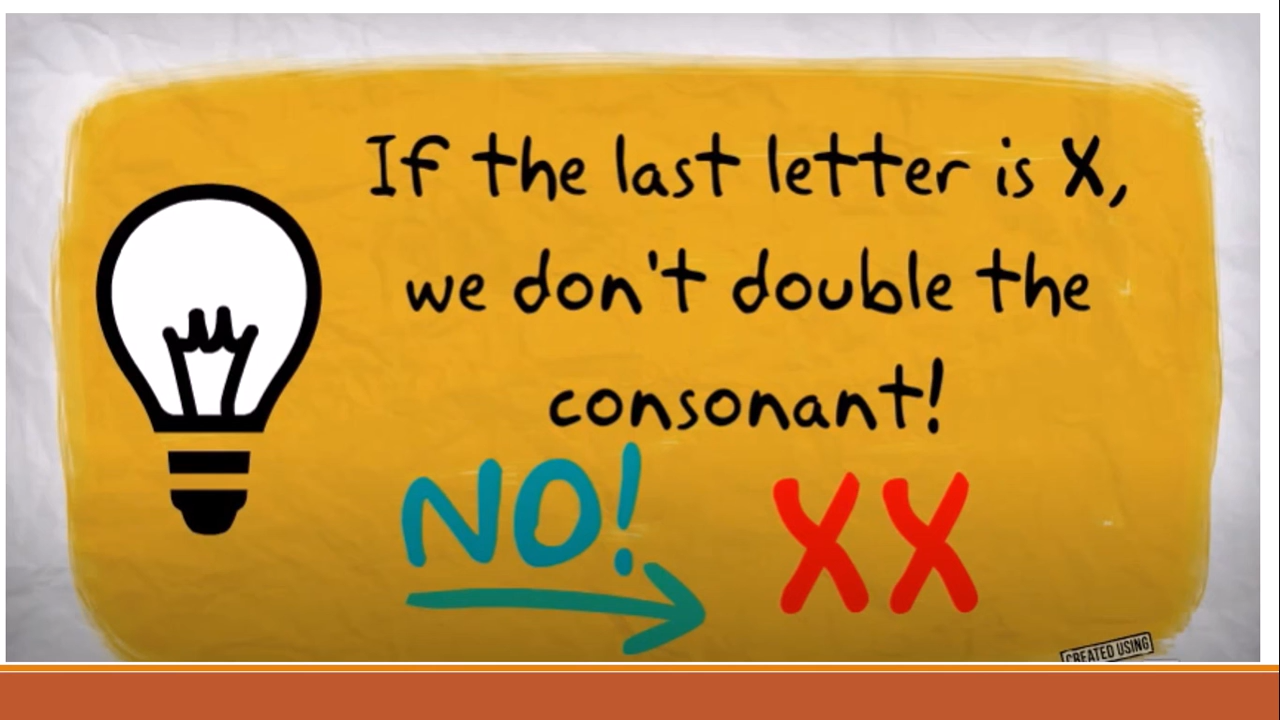 If the last letter is X,
we don't double the
consonant!
NO! XX
CREATED USING